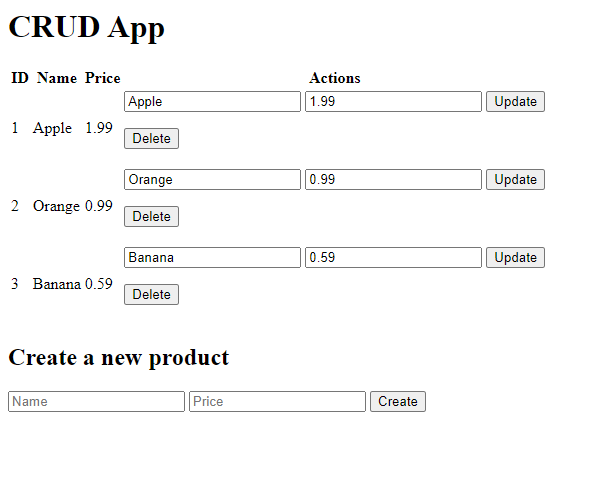 CRUD App
ID Name Price Actions
Apple 1.99 Update
1 Apple 1.99
Delete
Orange 0.99 Update
2 Orange 0.99
Delete
Banana 0.59 Update
3 Banana 0.59
Delete
Create a new product
Name Price Create